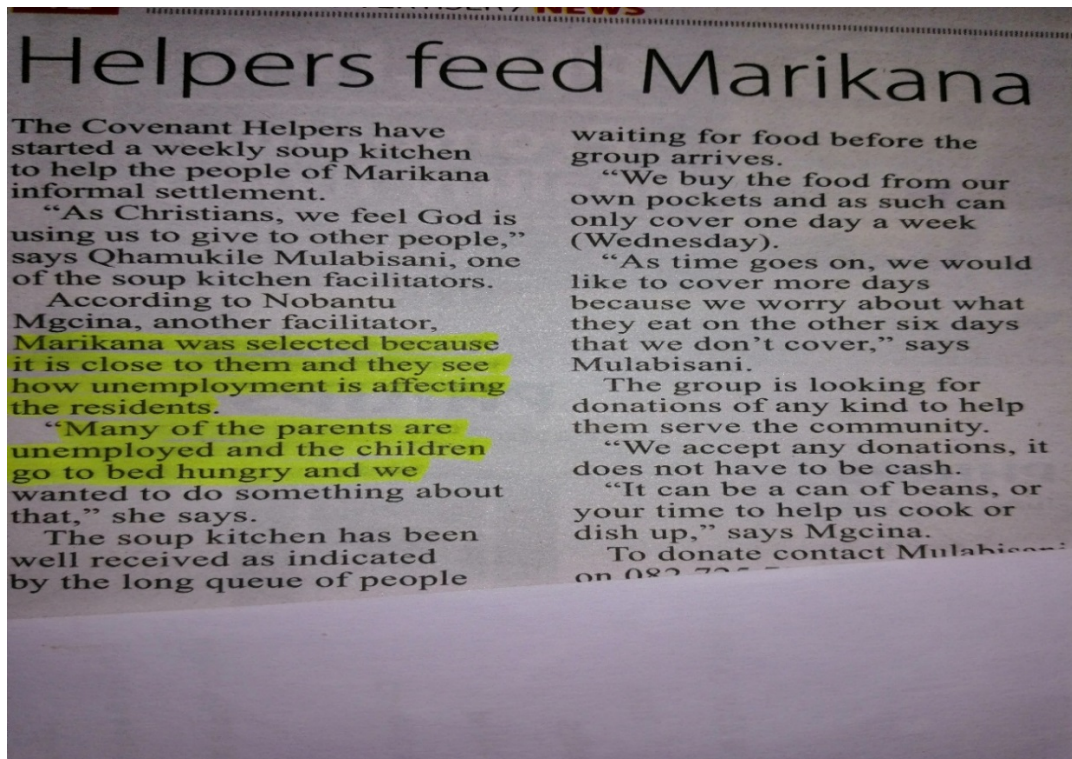 NEWS
Helpers feed Marikana
The Covenant Helpers have
started a weekly soup kitchen
to help the people of Marikana
informal settlement.
“As Christians, we feel God is
using us to give to other people,”
says Qhamukile Mulabisani, one
of the soup kitchen facilitators.
According to Nobantu
Mgcina, another facilitator,
Marikana was selected because
it is close to them and they see
how unemployment is affecting
the residents.
“Many of the parents are
unemployed and the children
go to bed hungry and we
wanted to do something about
that,” she says.
The soup kitchen has been
well received as indicated
by the long queue of people
waiting for food before the
group arrives.
“We buy the food from our
own pockets and as such can
only cover one day a week
(Wednesday).
“As time goes on, we would
like to cover more days
because we worry about what
they eat on the other six days
that we don’t cover,” says
Mulabisani.
The group is looking for
donations of any kind to help
them serve the community.
“We accept any donations, it
does not have to be cash.
“It can be a can of beans, or
your time to help us cook or
dish up,” says Mgcina.
To donate contact Mulabisani
on